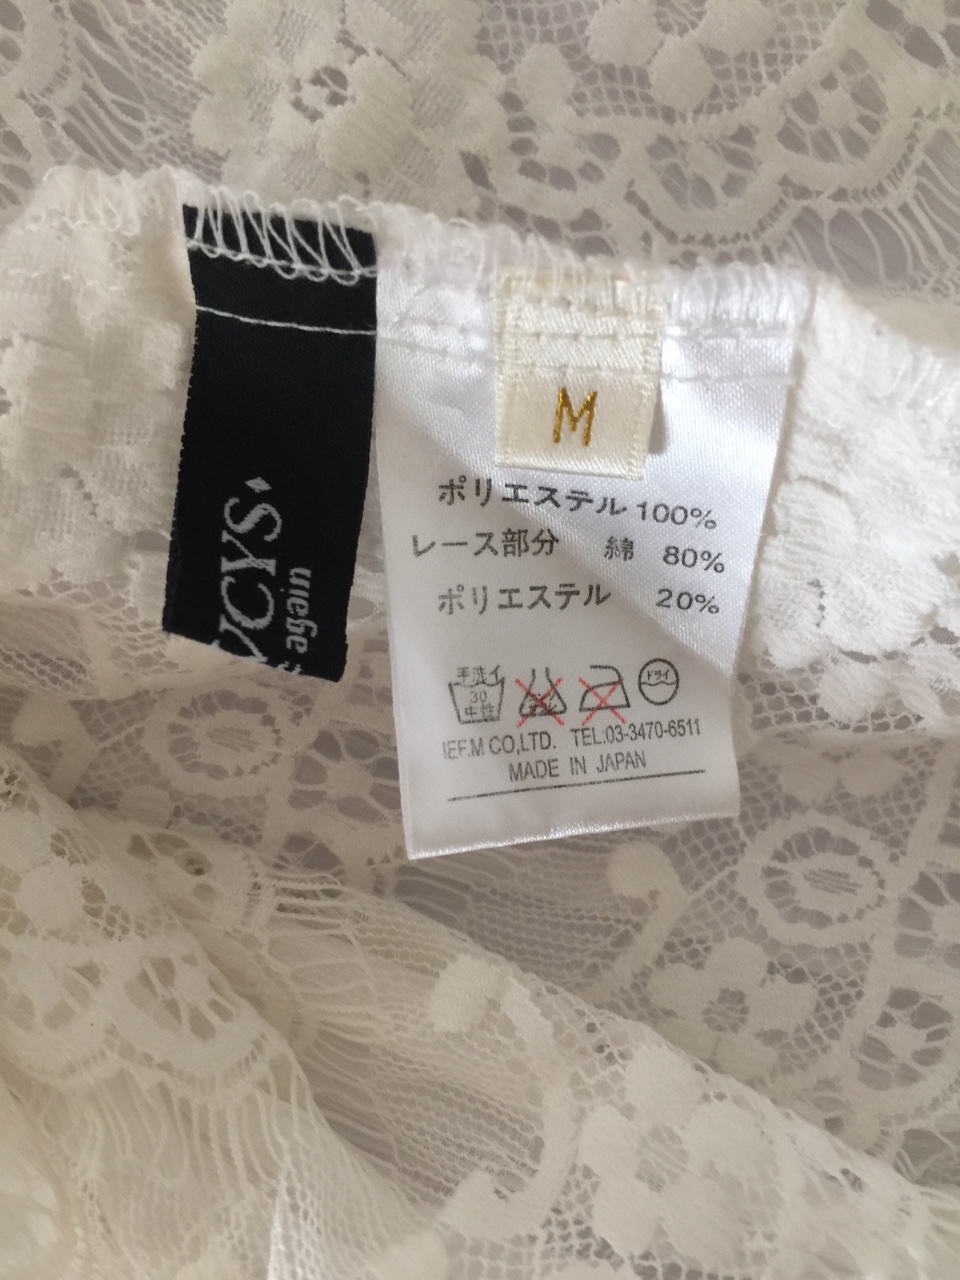 CYS
M
ポリエステル 100%
レース部分 綿 80%
ポリエステル 20%
手洗イ
30
中性
ドライ
IEF.M CO,LTD. TEL:03-3470-6511
MADE IN JAPAN